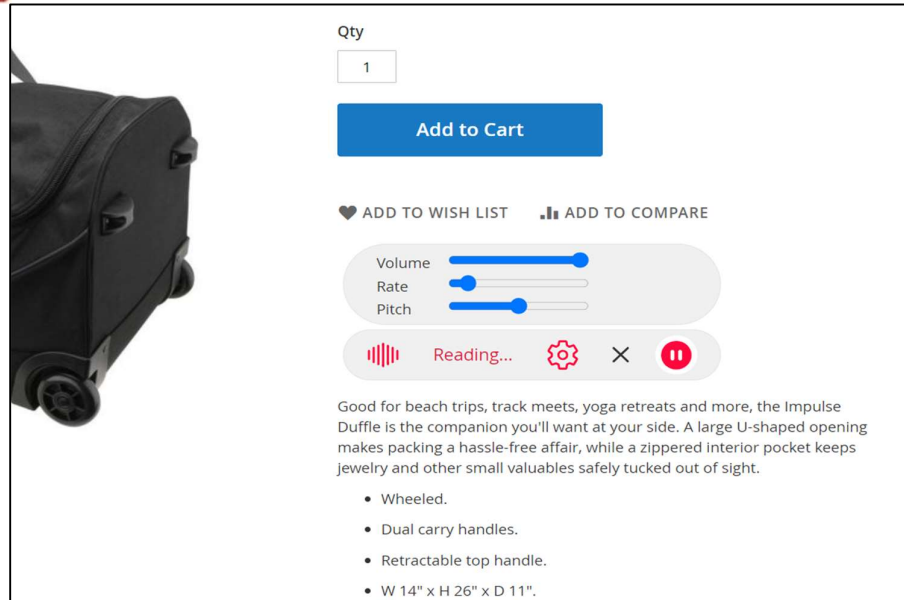 Qty
1
Add to Cart
ADD TO WISH LIST
ADD TO COMPARE
Volume
Rate
Pitch
Reading...
Good for beach trips, track meets, yoga retreats and more, the Impulse
Duffle is the companion you'll want at your side. A large U-shaped opening
makes packing a hassle-free affair, while a zippered interior pocket keeps
jewelry and other small valuables safely tucked out of sight.
• Wheeled.
• Dual carry handles.
• Retractable top handle.
• W 14" x H 26" x D 11".